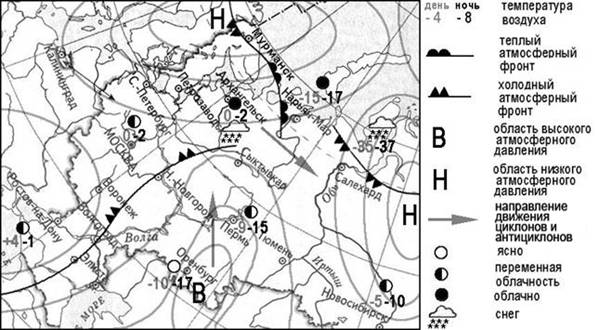 Н
Мурманск
Калининград
С.-Петербург
Петрозаводск
Архангельск
-15 -17
0 -2
Нарьян-Мар
0 -2
-35 -37
МОСКВА
Сыктывкар
Салехард
Обь
Н. Новгород
Воронеж
Н
Ростов-на-Дону
Волгоград
-9 -15
Пермь
+4 -1
Волга
Тюмень
Элиста
Оренбург
Иртыш
-10 -17
В
-5 -10
Новосибирск
МОРЕ
день ночь
-4 -8
температура
воздуха
теплый
атмосферный
фронт
холодный
атмосферный
фронт
В
область высокого
атмосферного
давления
Н
область низкого
атмосферного
давления
направление
движения
циклонов и
антициклонов
ясно
переменная
облачность
облачно
снег